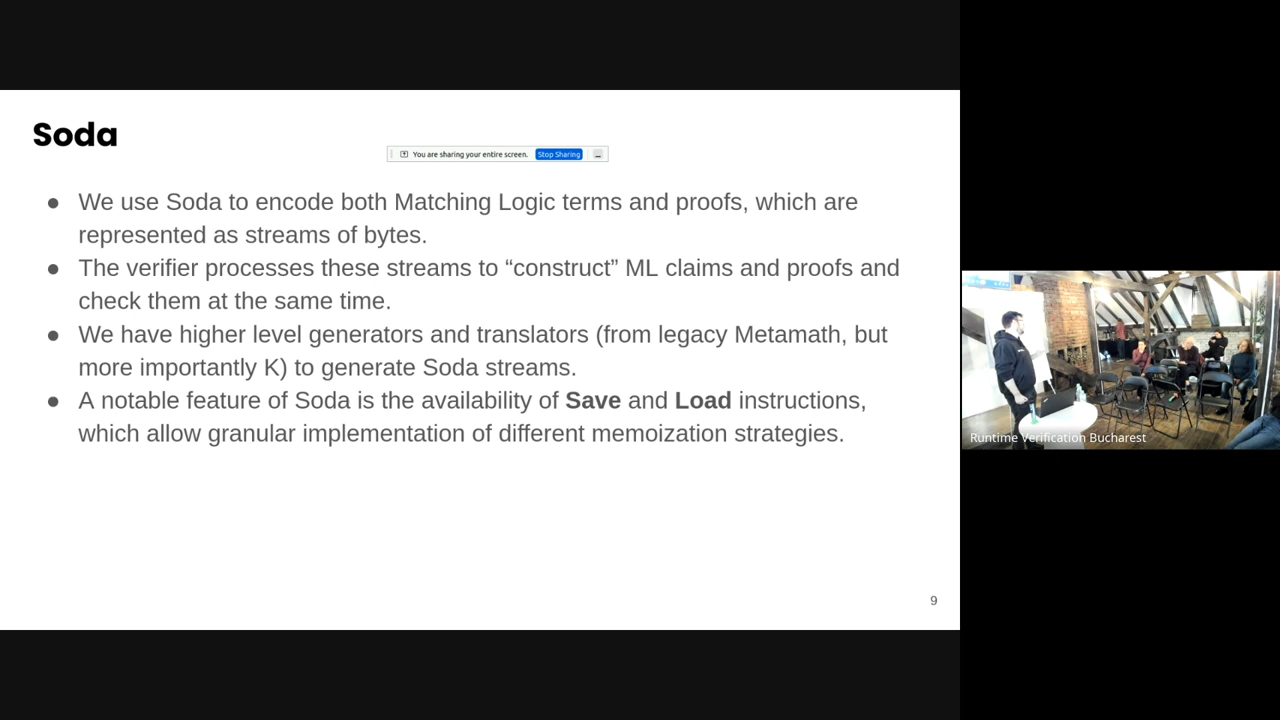 Soda
You are sharing your entire screen. Stop Sharing
● We use Soda to encode both Matching Logic terms and proofs, which are
represented as streams of bytes.
● The verifier processes these streams to “construct” ML claims and proofs and
check them at the same time.
● We have higher level generators and translators (from legacy Metamath, but
more importantly K) to generate Soda streams.
● A notable feature of Soda is the availability of Save and Load instructions,
which allow granular implementation of different memoization strategies.
Runtime Verification Bucharest
9